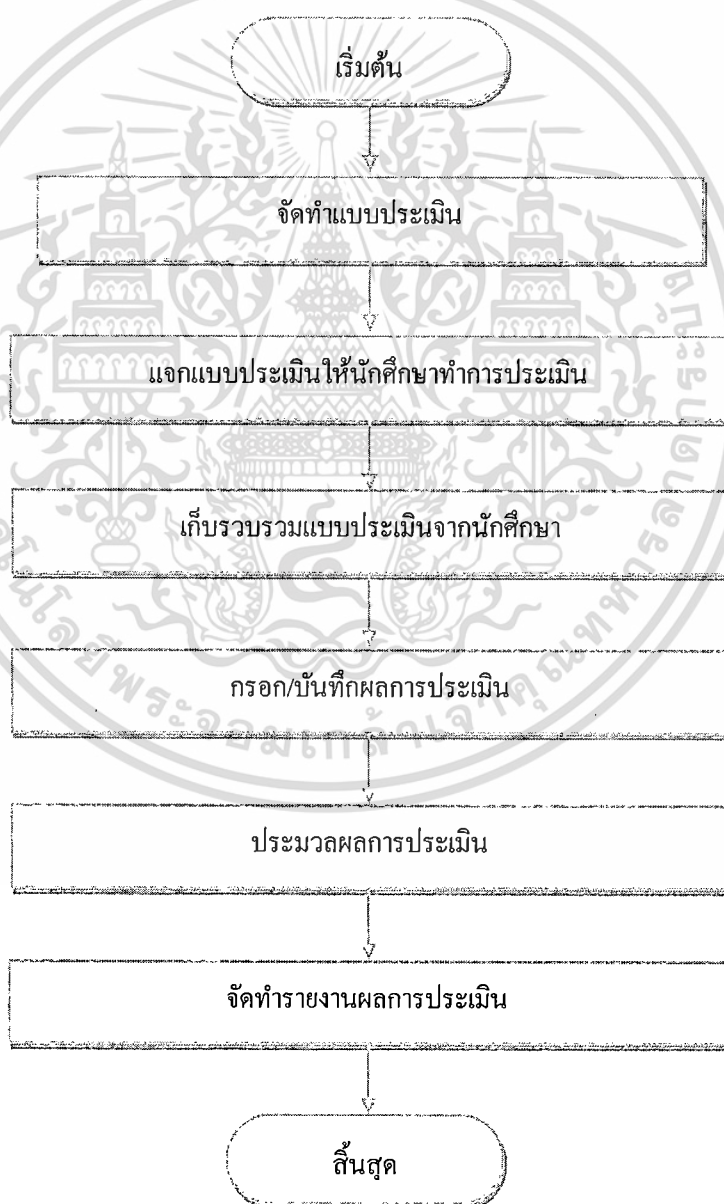 เริ่มต้น
จัดทำแบบประเมิน
แจกแบบประเมินให้นักศึกษาทำการประเมิน
เก็บรวบรวมแบบประเมินจากนักศึกษา
กรอก/บันทึกผลการประเมิน
ประมวลผลการประเมิน
จัดทำรายงานผลการประเมิน
สิ้นสุด